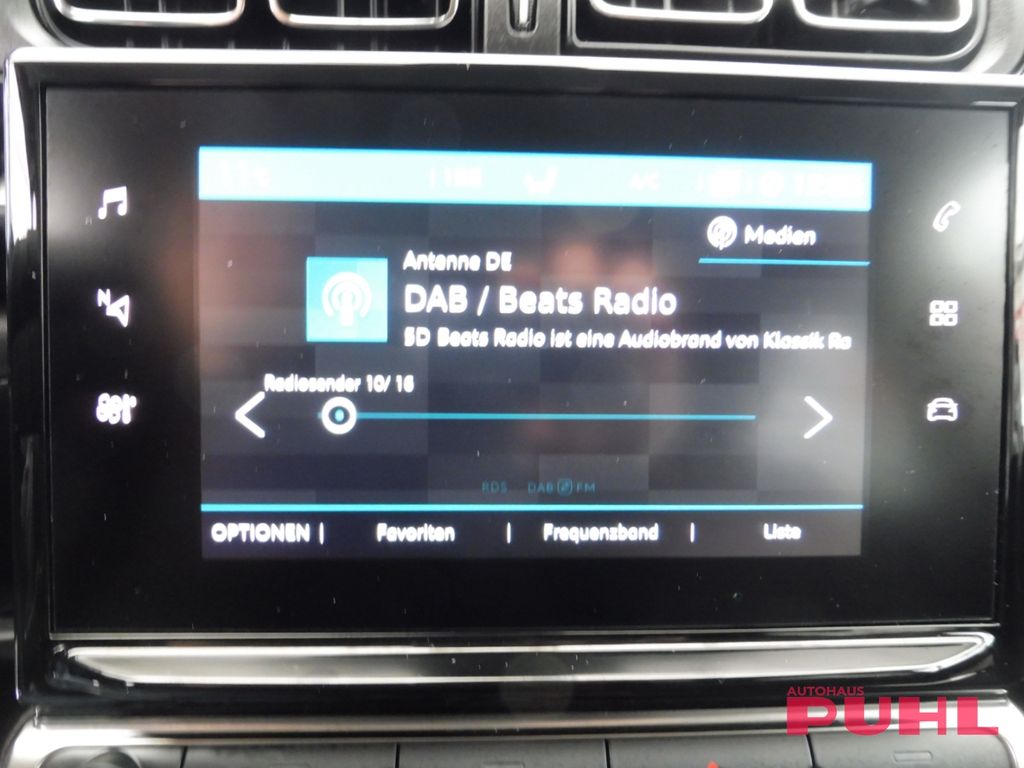 A/C
Medien
Antenne DE
DAB / Beats Radio
5D Beats Radio ist eine Audiobrand von Klassik Ra
Radiosender 10/ 16
N
RDS DAB FM
OPTIONEN | Favoriten | Frequenzband | Liste
AUTOHAUS
PUHL